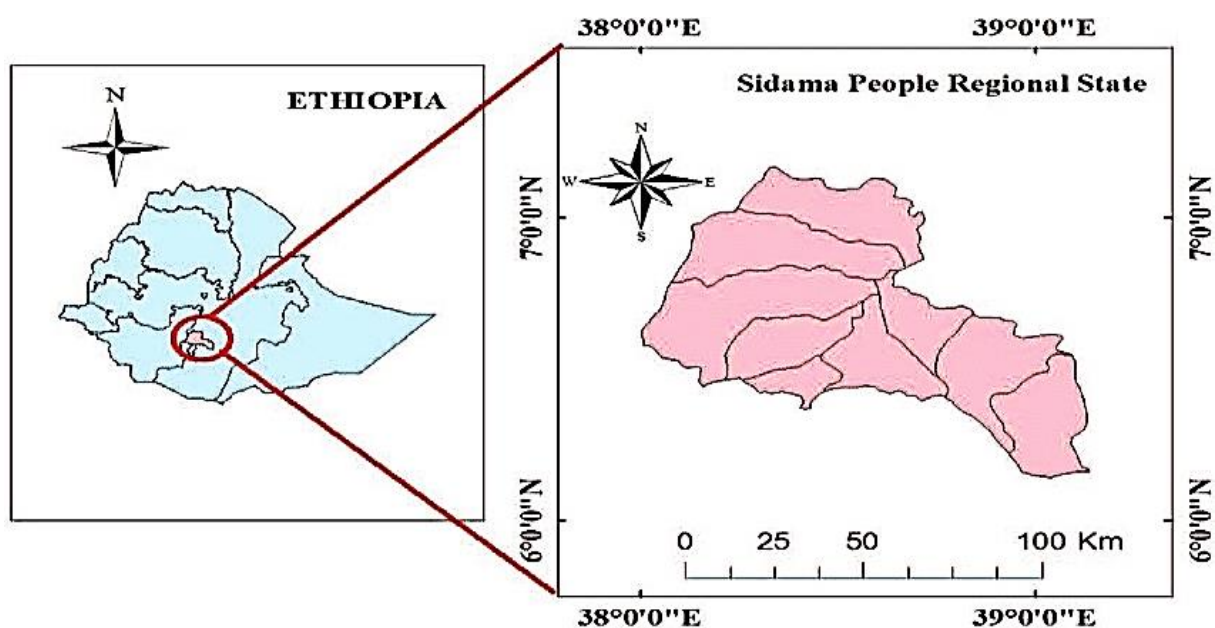 38°0'0"E 39°0'0"E
ETHIOPIA
N
Sidama People Regional State
N
W E
S
7°0'0"N 7°0'0"N
6°0'0"N 6°0'0"N
0 25 50 100 Km
38°0'0"E 39°0'0"E